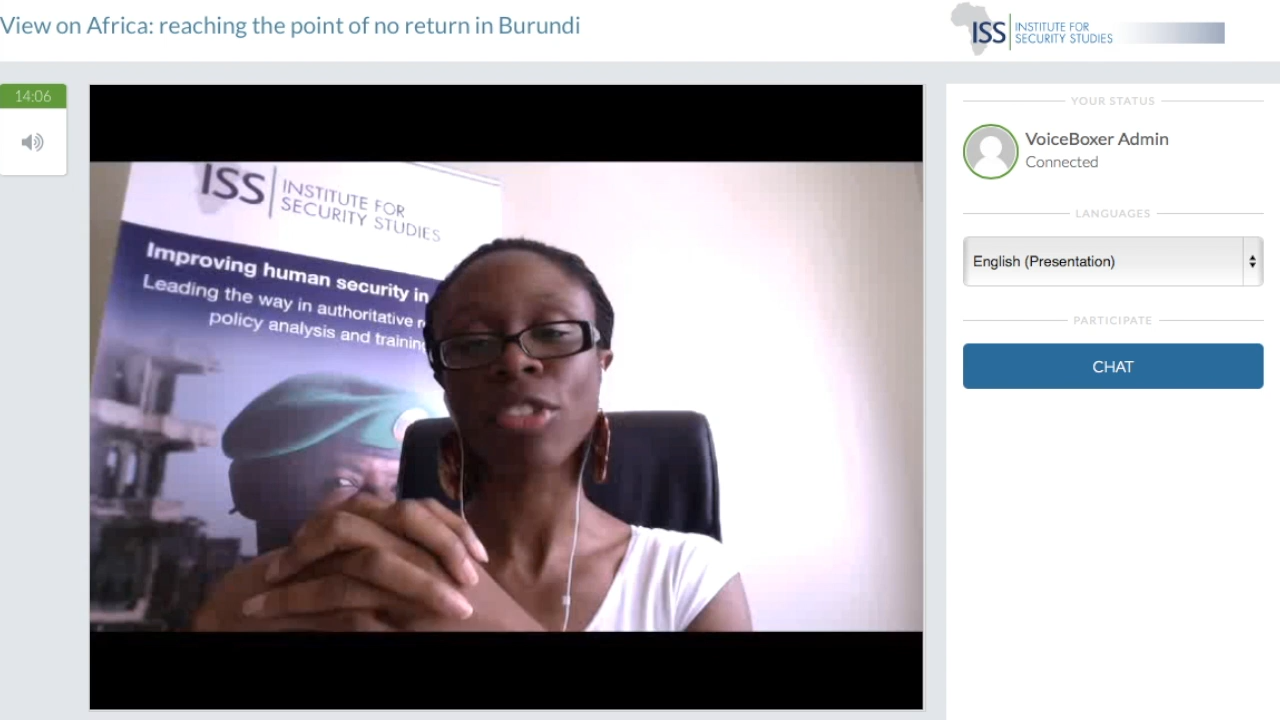 View on Africa: reaching the point of no return in Burundi
ISS
INSTITUTE FOR
SECURITY STUDIES
14:06
YOUR STATUS
VoiceBoxer Admin
Connected
LANGUAGES
English (Presentation)
PARTICIPATE
CHAT
ISS
INSTITUTE FOR
SECURITY STUDIES
Improving human security in
Leading the way in authoritative
policy analysis and training